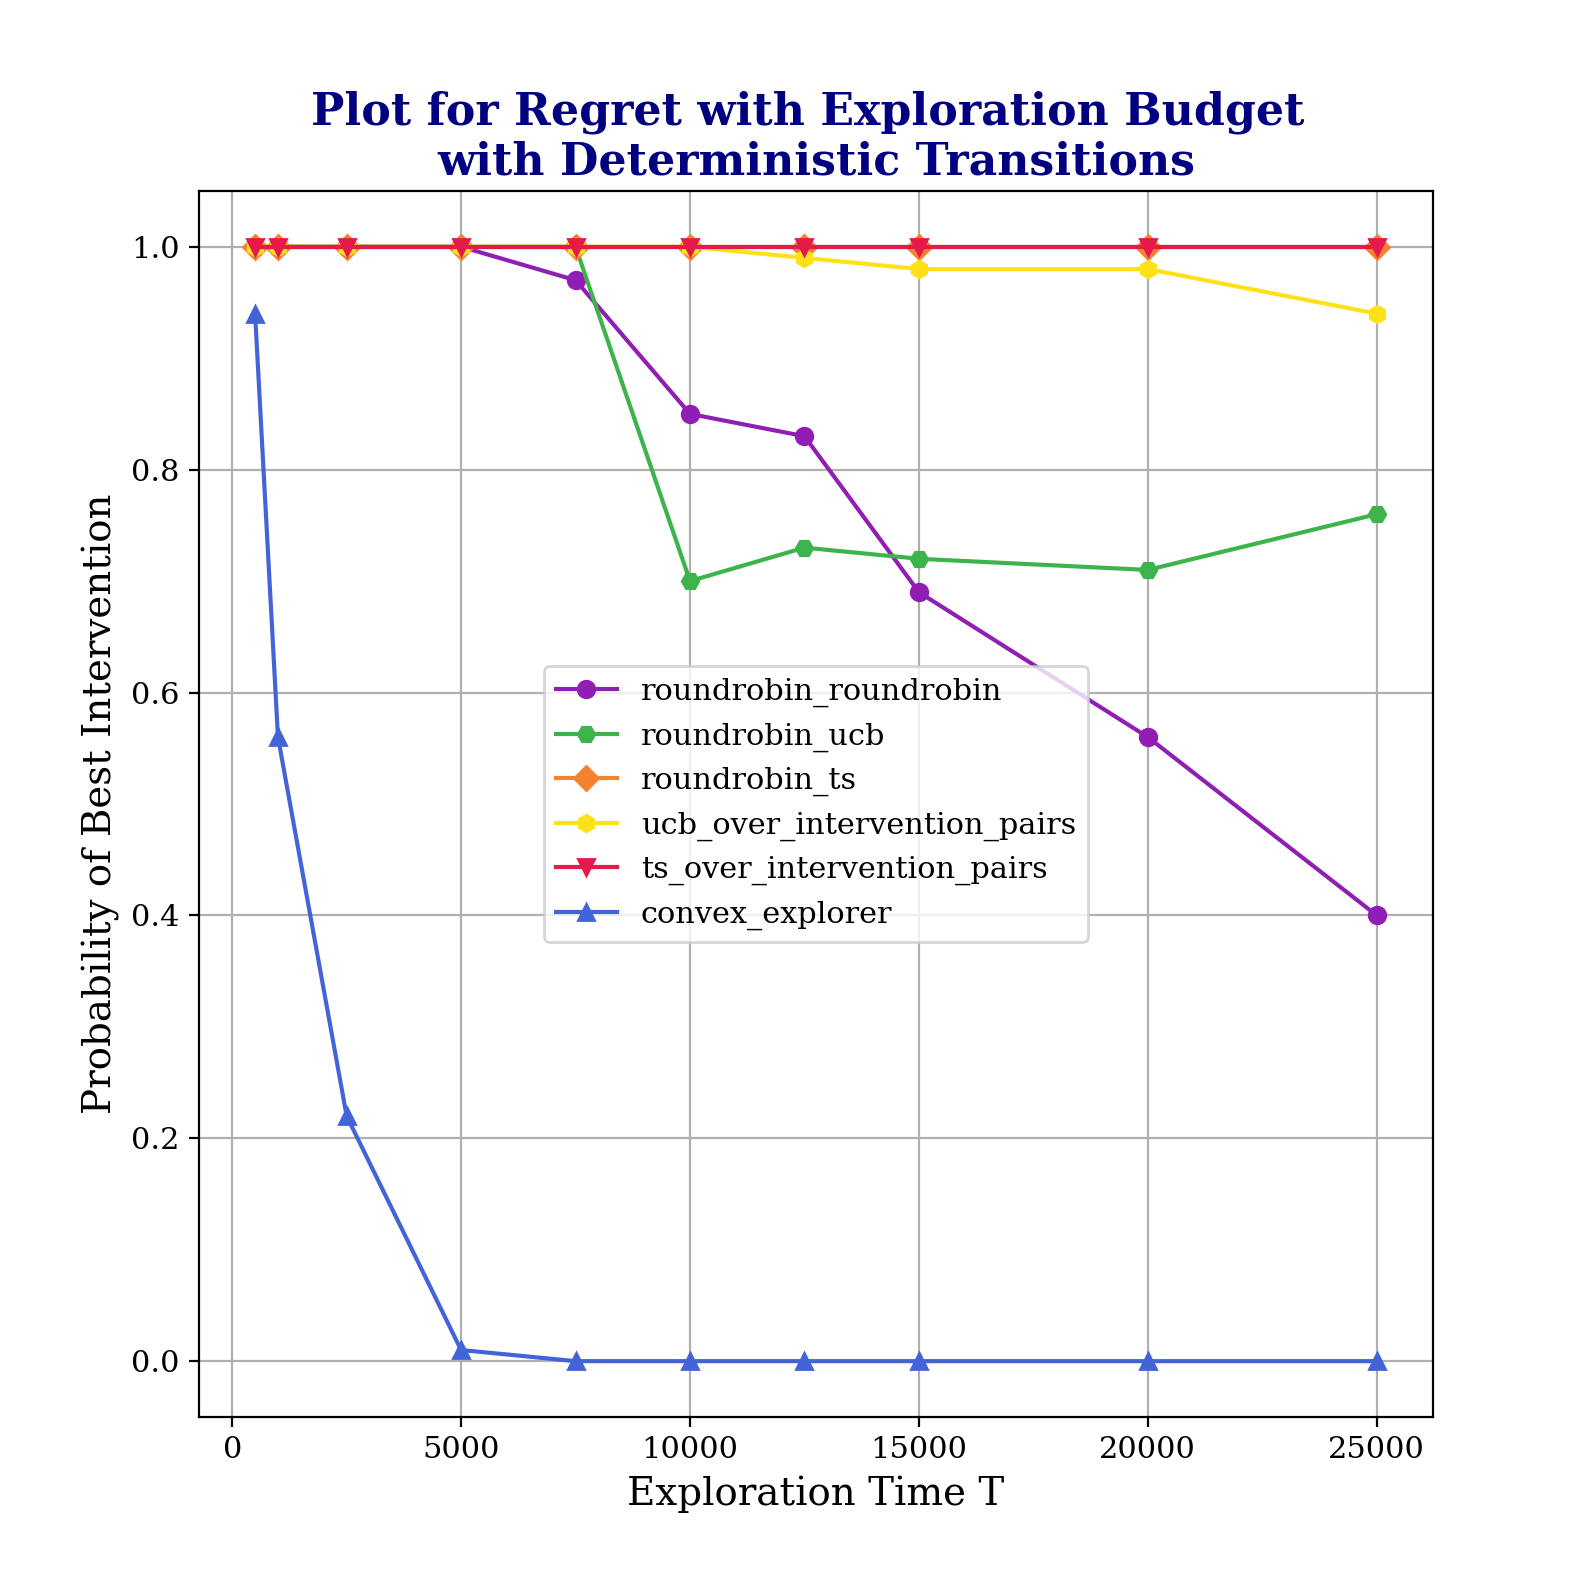 Plot for Regret with Exploration Budget
with Deterministic Transitions
Probability of Best Intervention
1.0
0.8
0.6
0.4
0.2
0.0
roundrobin_roundrobin
roundrobin_ucb
roundrobin_ts
ucb_over_intervention_pairs
ts_over_intervention_pairs
convex_explorer
0 5000 10000 15000 20000 25000
Exploration Time T